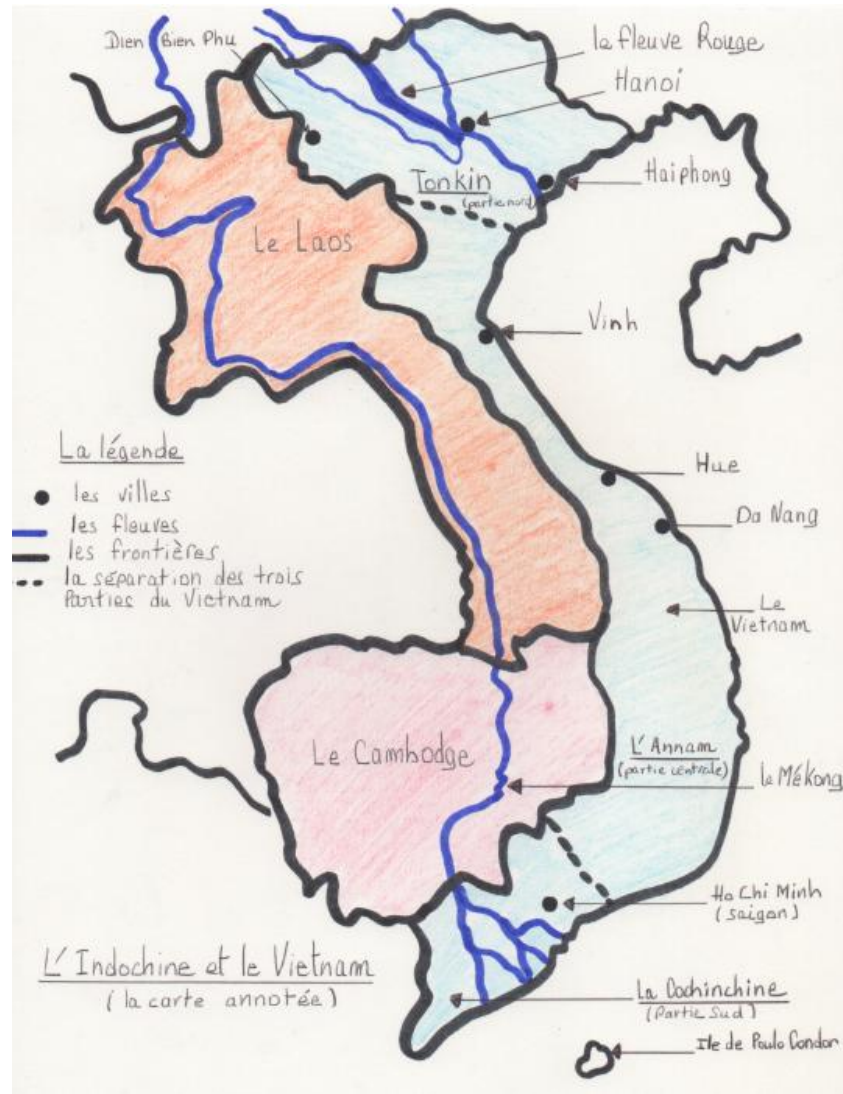 Dien Bien Phu
le fleuve Rouge
Hanoi
Tonkin
(partie nord)
Haiphong
Le Laos
Vinh
La légende
les villes
les fleuves
les frontières
la séparation des trois
Parties du Vietnam
Hue
Da Nang
Le
Vietnam
Le Cambodge
L'Annam
(partie centrale)
le Mékong
Ho Chi Minh
(saigon)
L'Indochine et le Vietnam
(la carte annotée)
La Cochinchine
(Partie Sud)
Ile de Poulo Condor